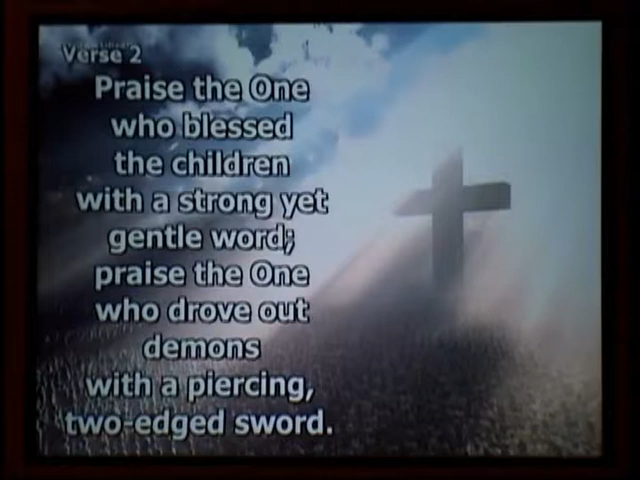 Verse 2
Praise the One
who blessed
the children
with a strong yet
gentle word;
praise the One
who drove out
demons
with a piercing,
two-edged sword.